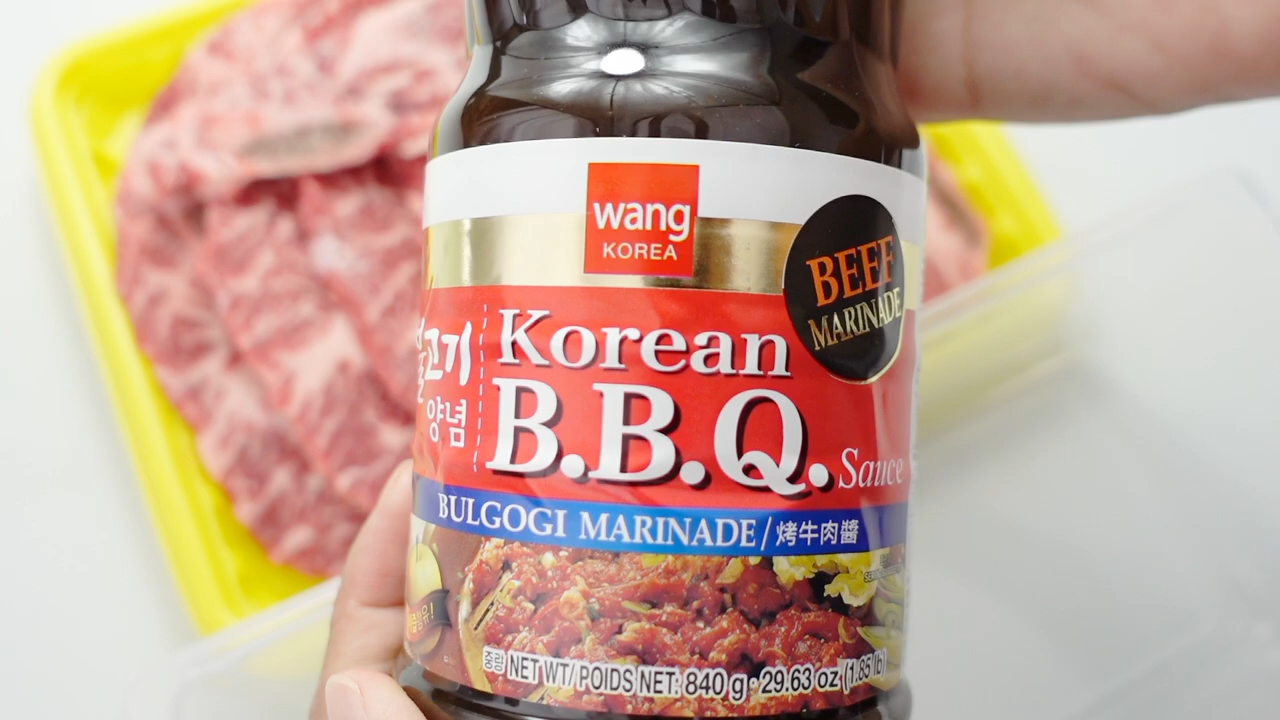 wang
KOREA
BEEF
MARINADE
불고기
양념
Korean
B.B.Q. Sauce
BULGOGI MARINADE/烤牛肉醬
중량 NET WT/POIDS NET: 840 g · 29.63 oz (1.85 lb)